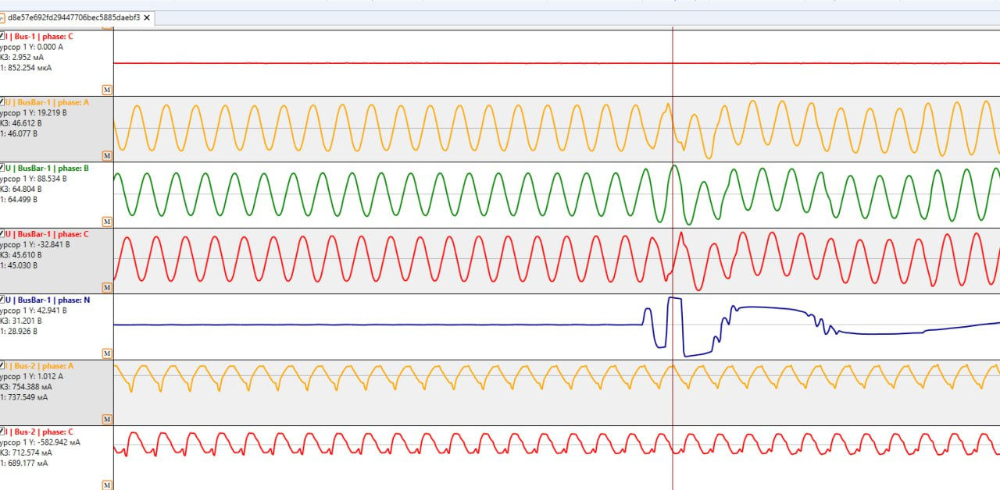 d8e57e692fd29447706bec5885daebf3
I | Bus-1 | phase: C
урсор 1 Y: 0.000 А
КЗ: 2.952 мА
1: 852.254 мкА
M
U | BusBar-1 | phase: A
урсор 1 Y: 19.219 В
КЗ: 46.612 В
1: 46.077 В
M
U | BusBar-1 | phase: B
урсор 1 Y: 88.534 В
КЗ: 64.804 В
1: 64.499 В
M
U | BusBar-1 | phase: C
урсор 1 Y: -32.841 В
КЗ: 45.610 В
1: 45.030 В
M
U | BusBar-1 | phase: N
урсор 1 Y: 42.941 В
КЗ: 31.201 В
1: 28.926 В
M
I | Bus-2 | phase: A
урсор 1 Y: 1.012 А
КЗ: 754.388 мА
1: 737.549 мА
M
I | Bus-2 | phase: C
урсор 1 Y: -582.942 мА
КЗ: 712.574 мА
1: 689.177 мА
M